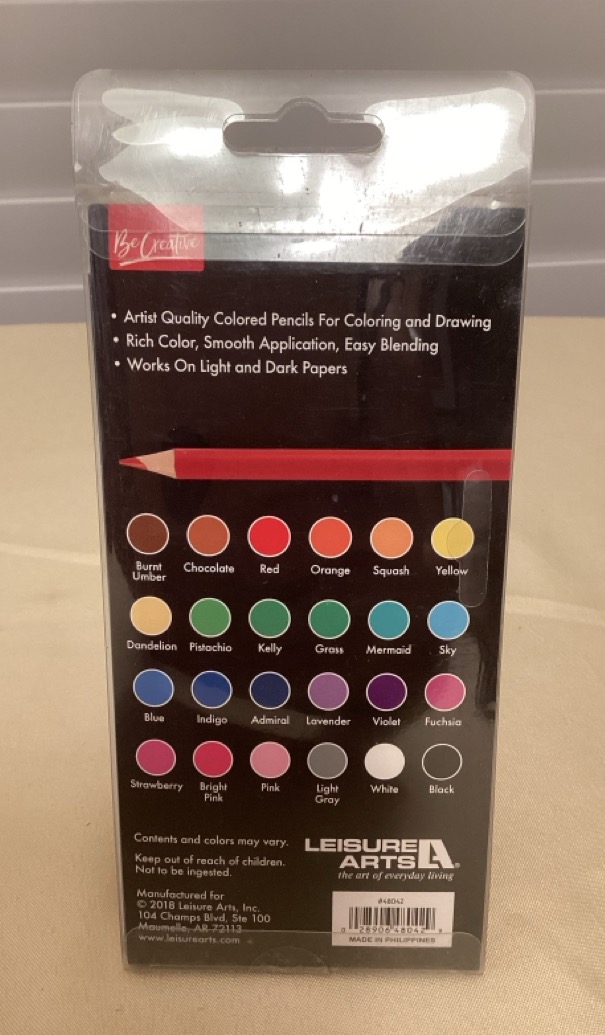 Be Creative
• Artist Quality Colored Pencils For Coloring and Drawing
• Rich Color, Smooth Application, Easy Blending
• Works On Light and Dark Papers
Burnt Umber Chocolate Red Orange Squash Yellow
Dandelion Pistachio Kelly Grass Mermaid Sky
Blue Indigo Admiral Lavender Violet Fuchsia
Strawberry Bright Pink Pink Light Gray White Black
Contents and colors may vary.
Keep out of reach of children.
Not to be ingested.
Manufactured for
© 2018 Leisure Arts, Inc.
104 Champs Blvd, Ste 100
Maumelle, AR 72113
www.leisurearts.com
LEISURE
ARTS
the art of everyday living
#48042
0 28906 48042
MADE IN PHILIPPINES